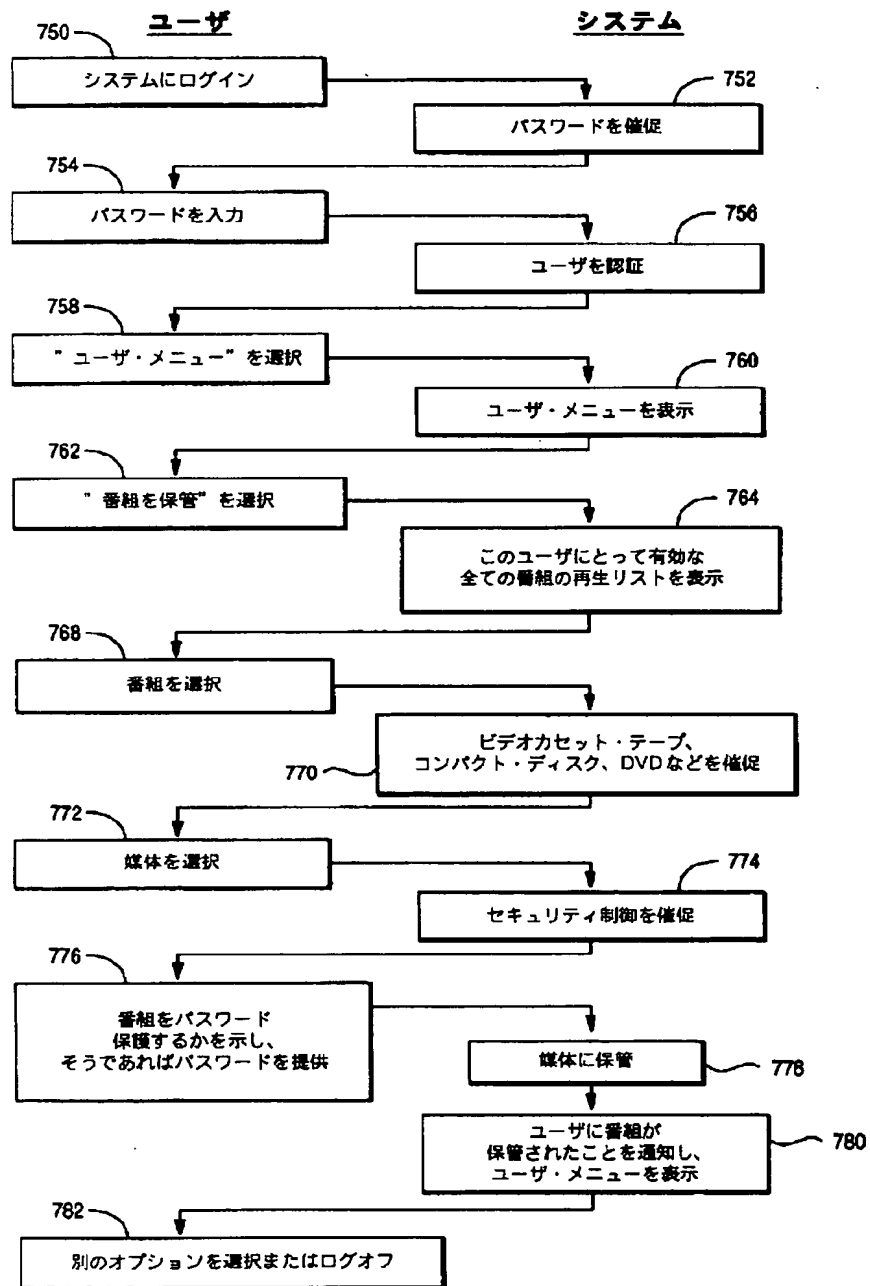 ユーザ
システム
750
システムにログイン
752
パスワードを催促
754
パスワードを入力
756
ユーザを認証
758
”ユーザ・メニュー”を選択
760
ユーザ・メニューを表示
762
”番組を保管”を選択
764
このユーザにとって有効な
全ての番組の再生リストを表示
768
番組を選択
ビデオカセット・テープ、
コンパクト・ディスク、DVDなどを催促
770
772
媒体を選択
774
セキュリティ制御を催促
776
番組をパスワード
保護するかを示し、
そうであればパスワードを提供
媒体に保管
778
ユーザに番組が
保管されたことを通知し、
ユーザ・メニューを表示
780
782
別のオプションを選択またはログオフ